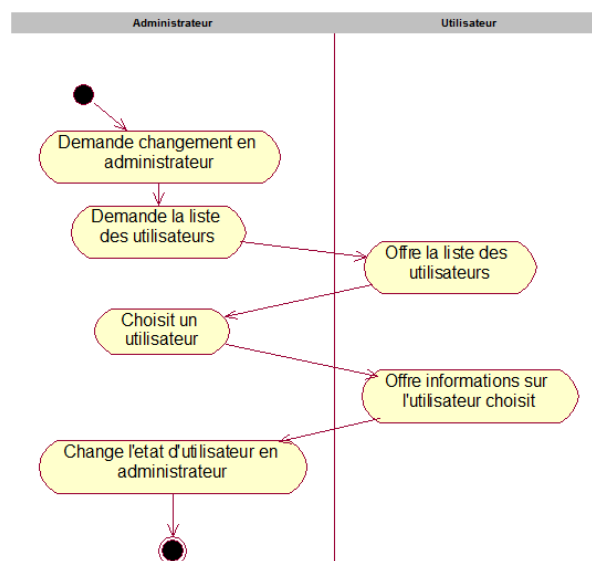 Administrateur
Utilisateur
Demande changement en
administrateur
Demande la liste
des utilisateurs
Offre la liste des
utilisateurs
Choisit un
utilisateur
Offre informations sur
l'utilisateur choisit
Change l'etat d'utilisateur en
administrateur